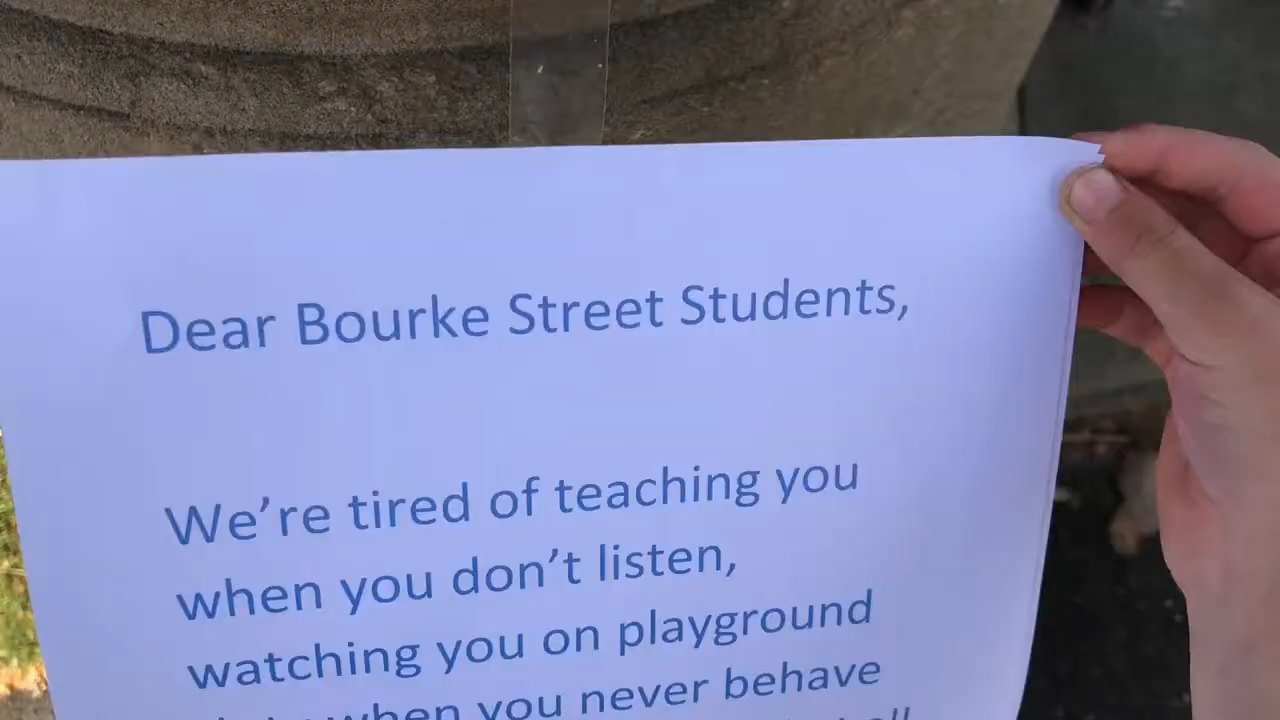 Dear Bourke Street Students,
We're tired of teaching you
when you don't listen,
watching you on playground
when you never behave